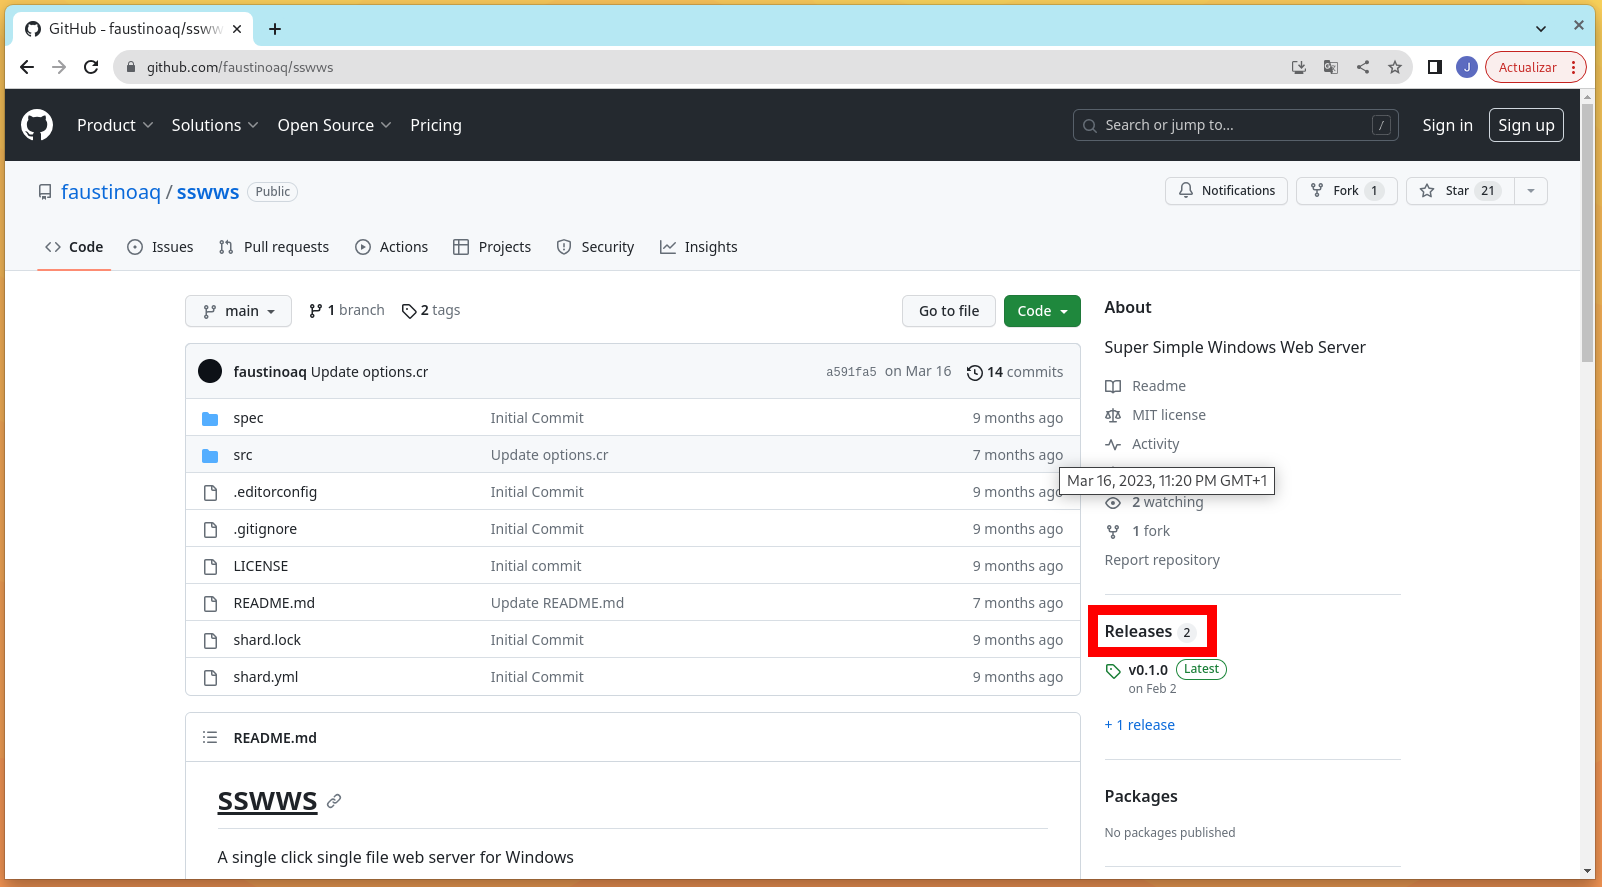 GitHub - faustinoaq/ssww
github.com/faustinoaq/sswws
J
Actualizar
Product
Solutions
Open Source
Pricing
Search or jump to...
/
Sign in
Sign up
faustinoaq / sswws
Public
Notifications
Fork 1
Star 21
Code
Issues
Pull requests
Actions
Projects
Security
Insights
main
1 branch
2 tags
Go to file
Code
faustinoaq Update options.cr
a591fa5 on Mar 16
14 commits
spec Initial Commit 9 months ago
src Update options.cr 7 months ago
.editorconfig Initial Commit 9 months ago
.gitignore Initial Commit 9 months ago
LICENSE Initial commit 9 months ago
README.md Update README.md 7 months ago
shard.lock Initial Commit 9 months ago
shard.yml Initial Commit 9 months ago
README.md
sswws
A single click single file web server for Windows
About
Super Simple Windows Web Server
Readme
MIT license
Activity
Mar 16, 2023, 11:20 PM GMT+1
2 watching
1 fork
Report repository
Releases 2
v0.1.0 Latest
on Feb 2
+ 1 release
Packages
No packages published